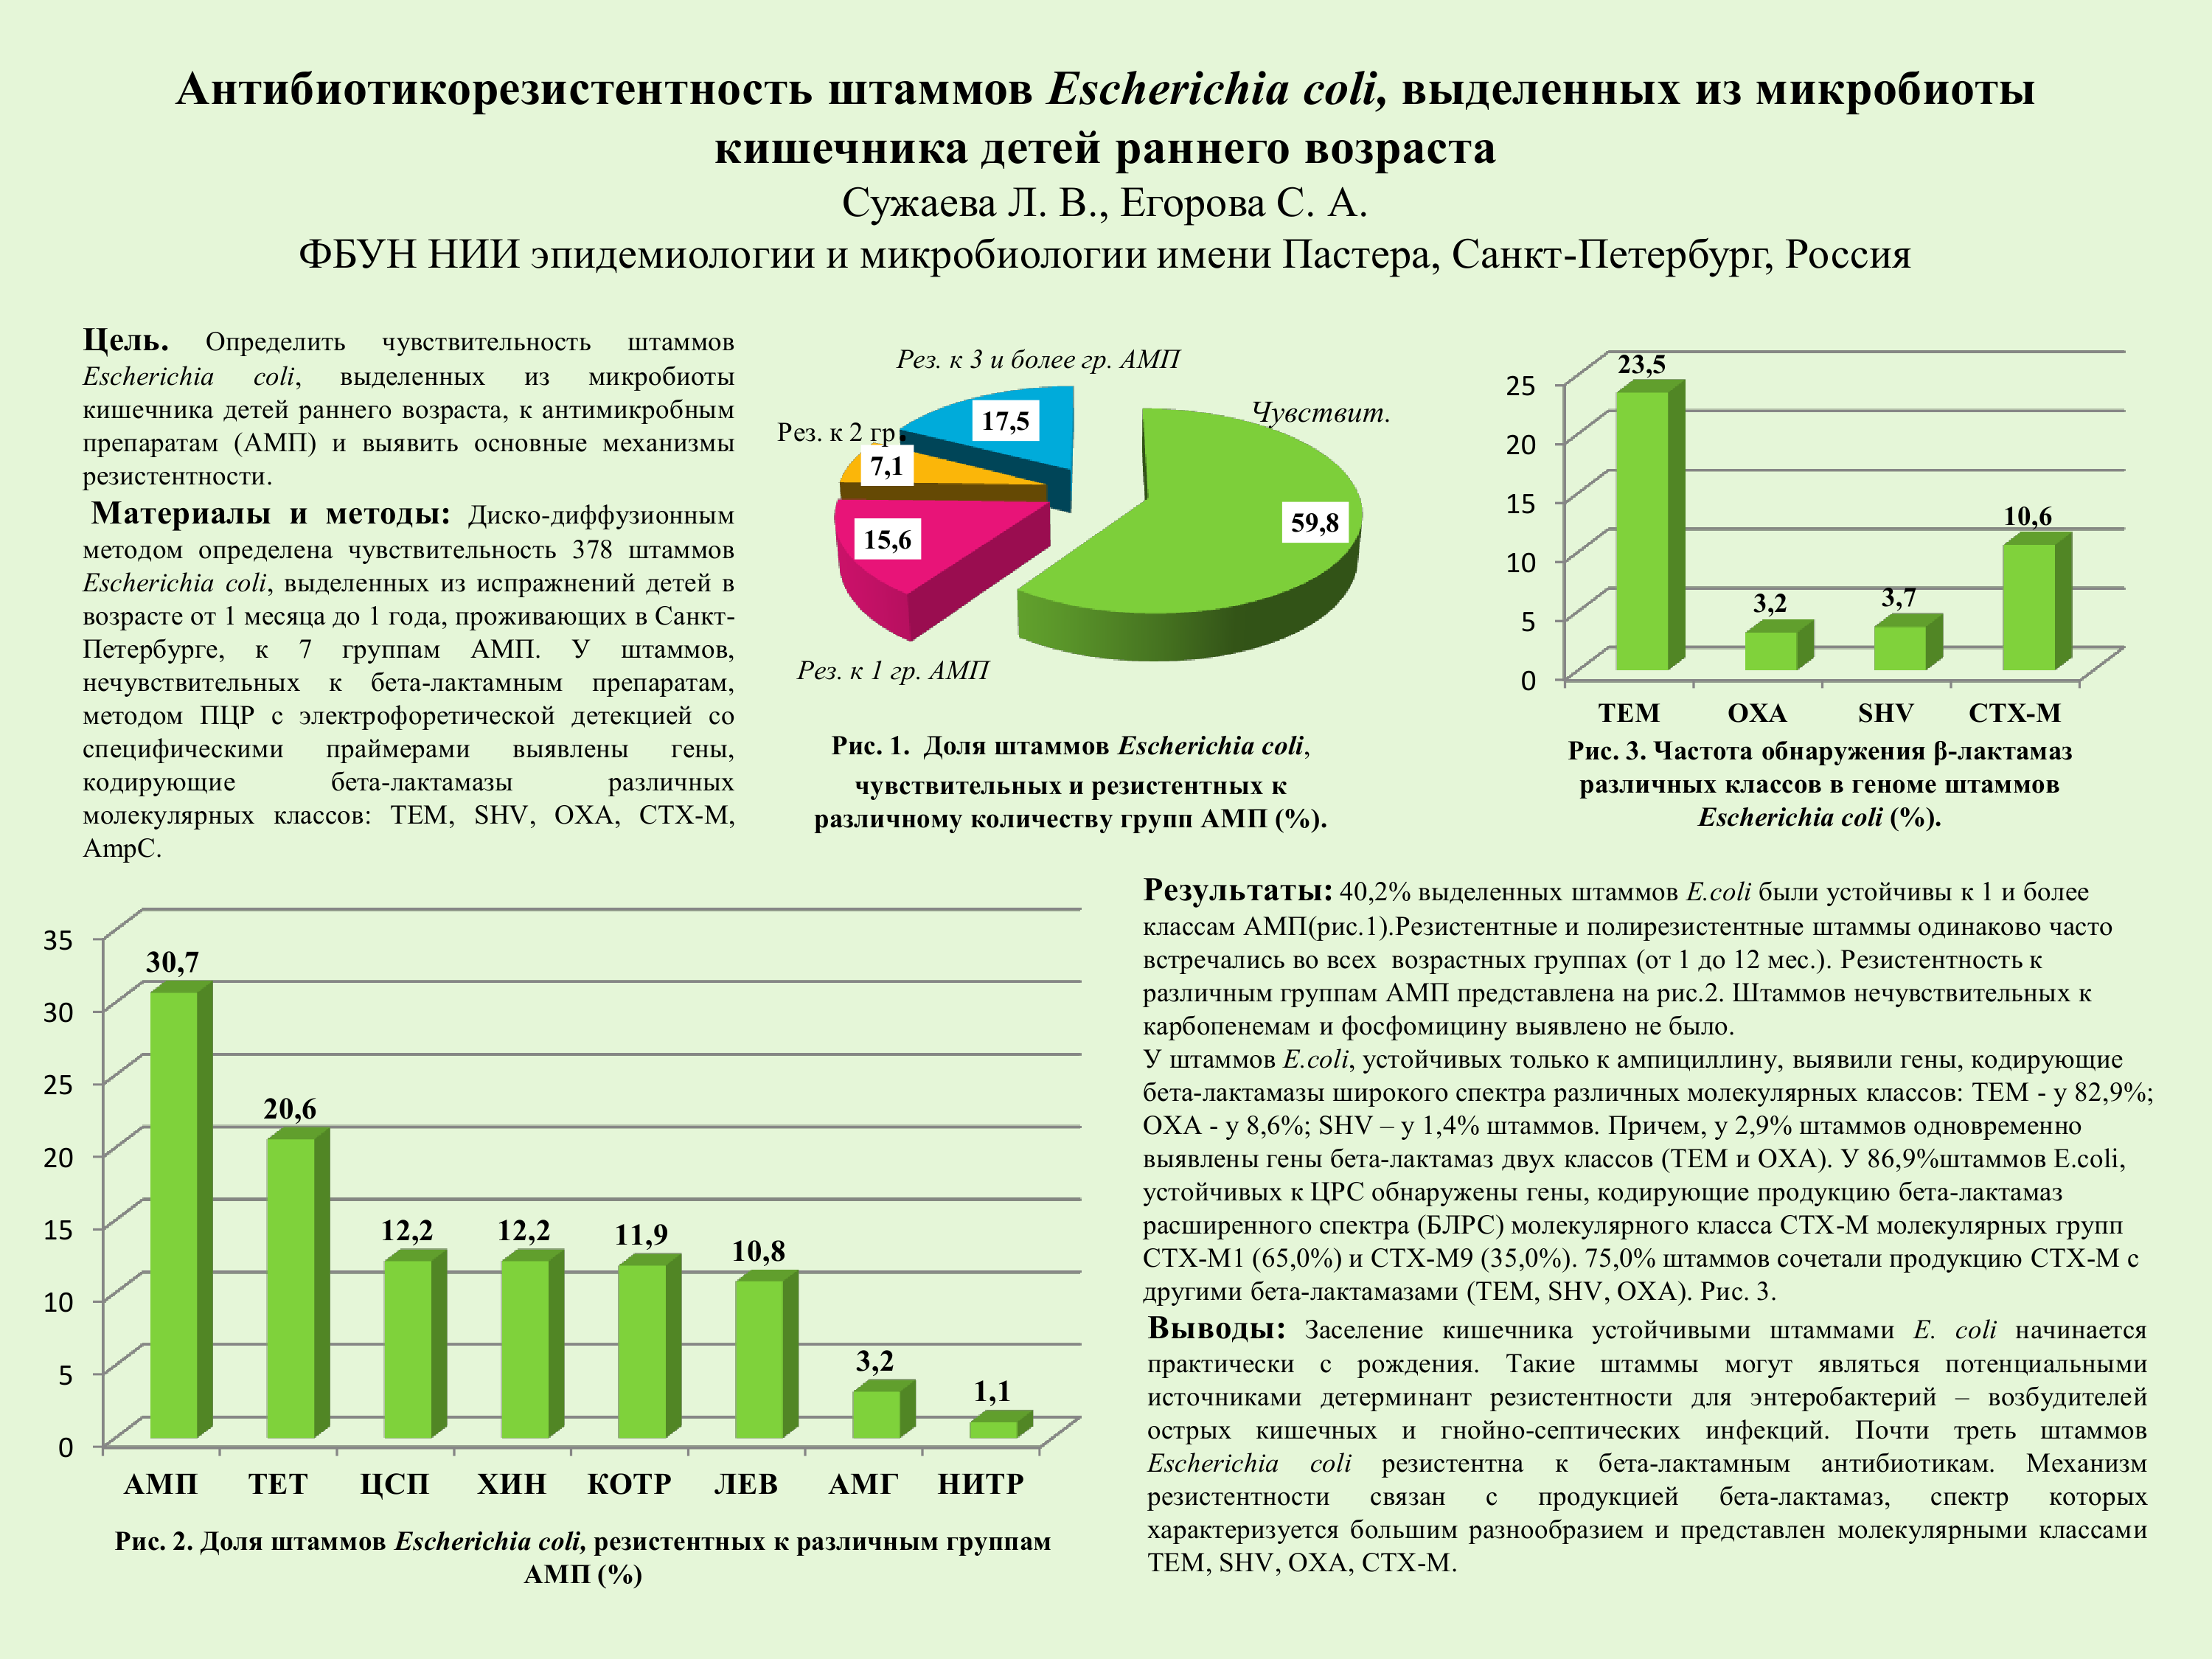 Антибиотикорезистентность штаммов Escherichia coli, выделенных из микробиоты
кишечника детей раннего возраста
Сужаева Л. В., Егорова С. А.
ФБУН НИИ эпидемиологии и микробиологии имени Пастера, Санкт-Петербург, Россия
Цель. Определить чувствительность штаммов
Escherichia coli, выделенных из микробиоты
кишечника детей раннего возраста, к антимикробным
препаратам (АМП) и выявить основные механизмы
резистентности.
Материалы и методы: Диско-диффузионным
методом определена чувствительность 378 штаммов
Escherichia coli, выделенных из испражнений детей в
возрасте от 1 месяца до 1 года, проживающих в Санкт-
Петербурге, к 7 группам АМП. У штаммов,
нечувствительных к бета-лактамным препаратам,
методом ПЦР с электрофоретической детекцией со
специфическими праймерами выявлены гены,
кодирующие бета-лактамазы различных
молекулярных классов: TEM, SHV, OXA, CTX-M,
AmpC.
Рез. к 3 и более гр. АМП
17,5
Чувствит.
Рез. к 2 гр.
7,1
59,8
15,6
Рез. к 1 гр. АМП
Рис. 1. Доля штаммов Escherichia coli,
чувствительных и резистентных к
различному количеству групп АМП (%).
23,5
25
20
15
10,6
10
3,2
3,7
5
0
TEM OXA SHV CTX-M
Рис. 3. Частота обнаружения β-лактамаз
различных классов в геноме штаммов
Escherichia coli (%).
35
30,7
30
25
20,6
20
15
12,2
12,2
11,9
10,8
10
5
3,2
1,1
0
АМП ТЕТ ЦСП ХИН КОТР ЛЕВ АМГ НИТР
Рис. 2. Доля штаммов Escherichia coli, резистентных к различным группам
АМП (%)
Результаты: 40,2% выделенных штаммов E.coli были устойчивы к 1 и более
классам АМП(рис.1).Резистентные и полирезистентные штаммы одинаково часто
встречались во всех возрастных группах (от 1 до 12 мес.). Резистентность к
различным группам АМП представлена на рис.2. Штаммов нечувствительных к
карбопенемам и фосфомицину выявлено не было.
У штаммов E.coli, устойчивых только к ампициллину, выявили гены, кодирующие
бета-лактамазы широкого спектра различных молекулярных классов: TEM - у 82,9%;
OXA - у 8,6%; SHV – у 1,4% штаммов. Причем, у 2,9% штаммов одновременно
выявлены гены бета-лактамаз двух классов (TEM и OXA). У 86,9%штаммов E.coli,
устойчивых к ЦРС обнаружены гены, кодирующие продукцию бета-лактамаз
расширенного спектра (БЛРС) молекулярного класса CTX-M молекулярных групп
CTX-M1 (65,0%) и CTX-M9 (35,0%). 75,0% штаммов сочетали продукцию CTX-M с
другими бета-лактамазами (TEM, SHV, OXA). Рис. 3.
Выводы: Заселение кишечника устойчивыми штаммами E. coli начинается
практически с рождения. Такие штаммы могут являться потенциальными
источниками детерминант резистентности для энтеробактерий – возбудителей
острых кишечных и гнойно-септических инфекций. Почти треть штаммов
Escherichia coli резистентна к бета-лактамным антибиотикам. Механизм
резистентности связан с продукцией бета-лактамаз, спектр которых
характеризуется большим разнообразием и представлен молекулярными классами
TEM, SHV, OXA, CTX-M.